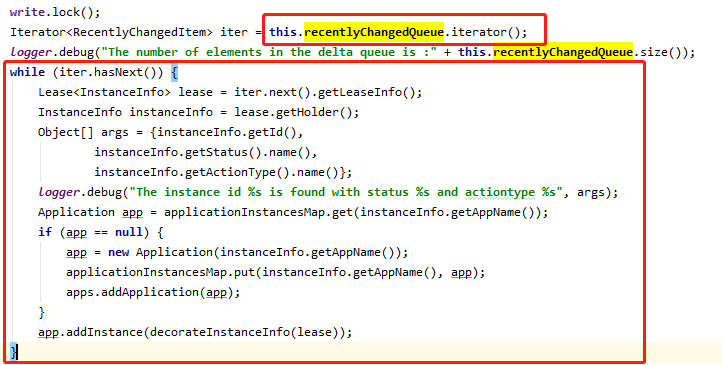 write.lock();
Iterator<RecentlyChangedItem> iter = this.recentlyChangedQueue.iterator();
logger.debug("The number of elements in the delta queue is :" + this.recentlyChangedQueue.size());
while (iter.hasNext()) {
    Lease<InstanceInfo> lease = iter.next().getLeaseInfo();
    InstanceInfo instanceInfo = lease.getHolder();
    Object[] args = {instanceInfo.getId(),
            instanceInfo.getStatus().name(),
            instanceInfo.getActionType().name()};
    logger.debug("The instance id %s is found with status %s and actiontype %s", args);
    Application app = applicationInstancesMap.get(instanceInfo.getAppName());
    if (app == null) {
        app = new Application(instanceInfo.getAppName());
        applicationInstancesMap.put(instanceInfo.getAppName(), app);
        apps.addApplication(app);
    }
    app.addInstance(decorateInstanceInfo(lease));
}